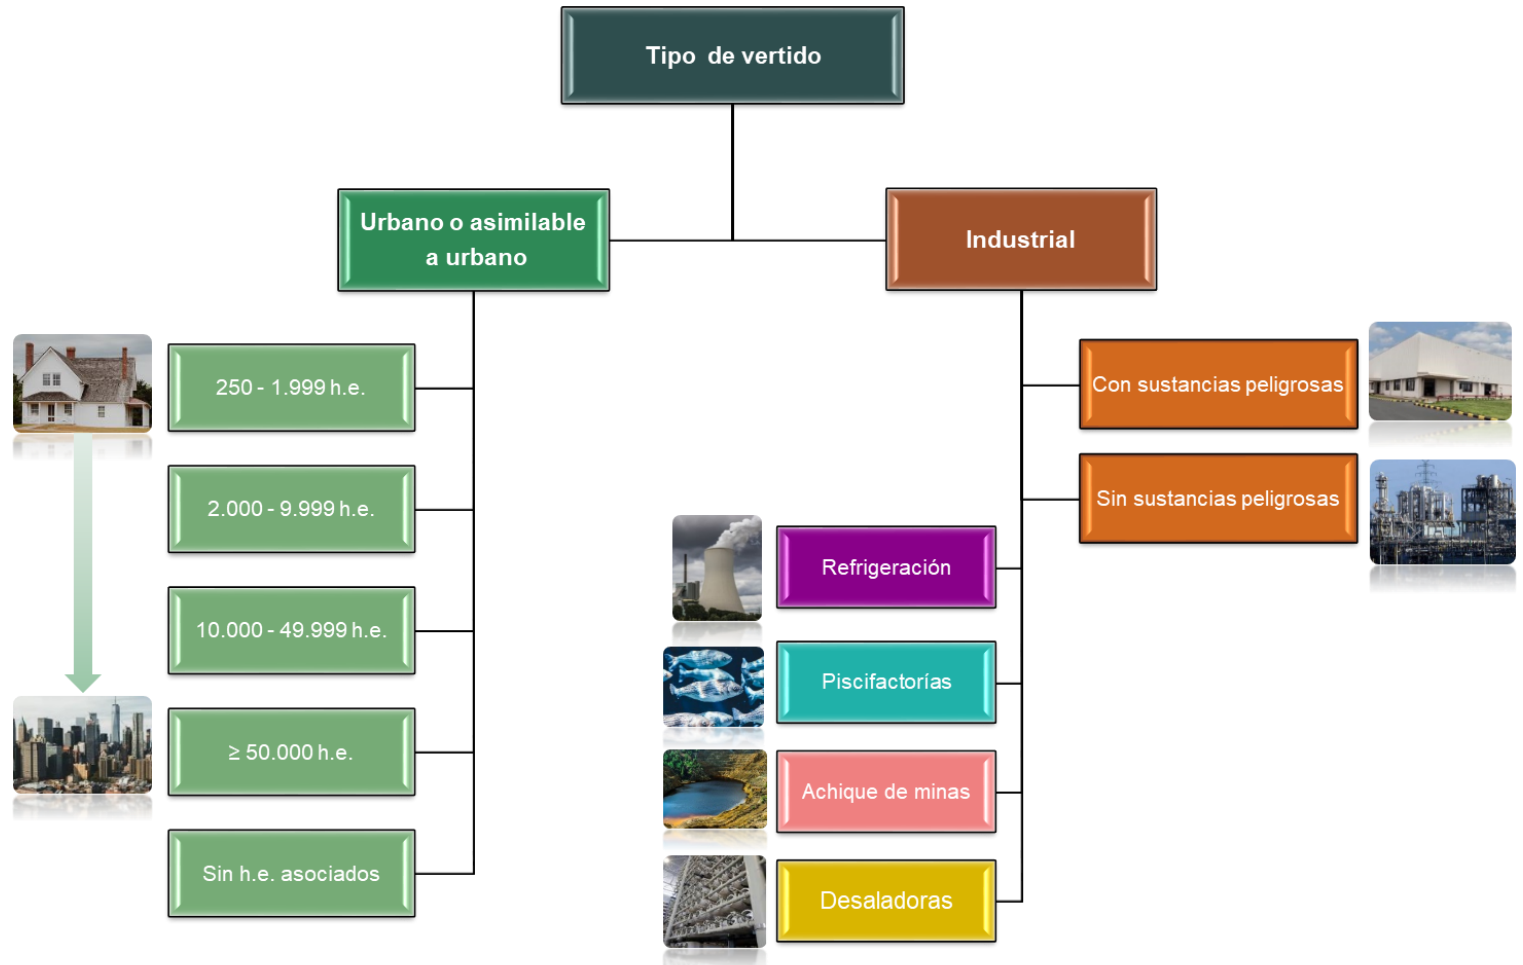 Tipo de vertido
Urbano o asimilable
a urbano
250 - 1.999 h.e.
2.000 - 9.999 h.e.
10.000 - 49.999 h.e.
≥ 50.000 h.e.
Sin h.e. asociados
Industrial
Con sustancias peligrosas
Sin sustancias peligrosas
Refrigeración
Piscifactorías
Achique de minas
Desaladoras